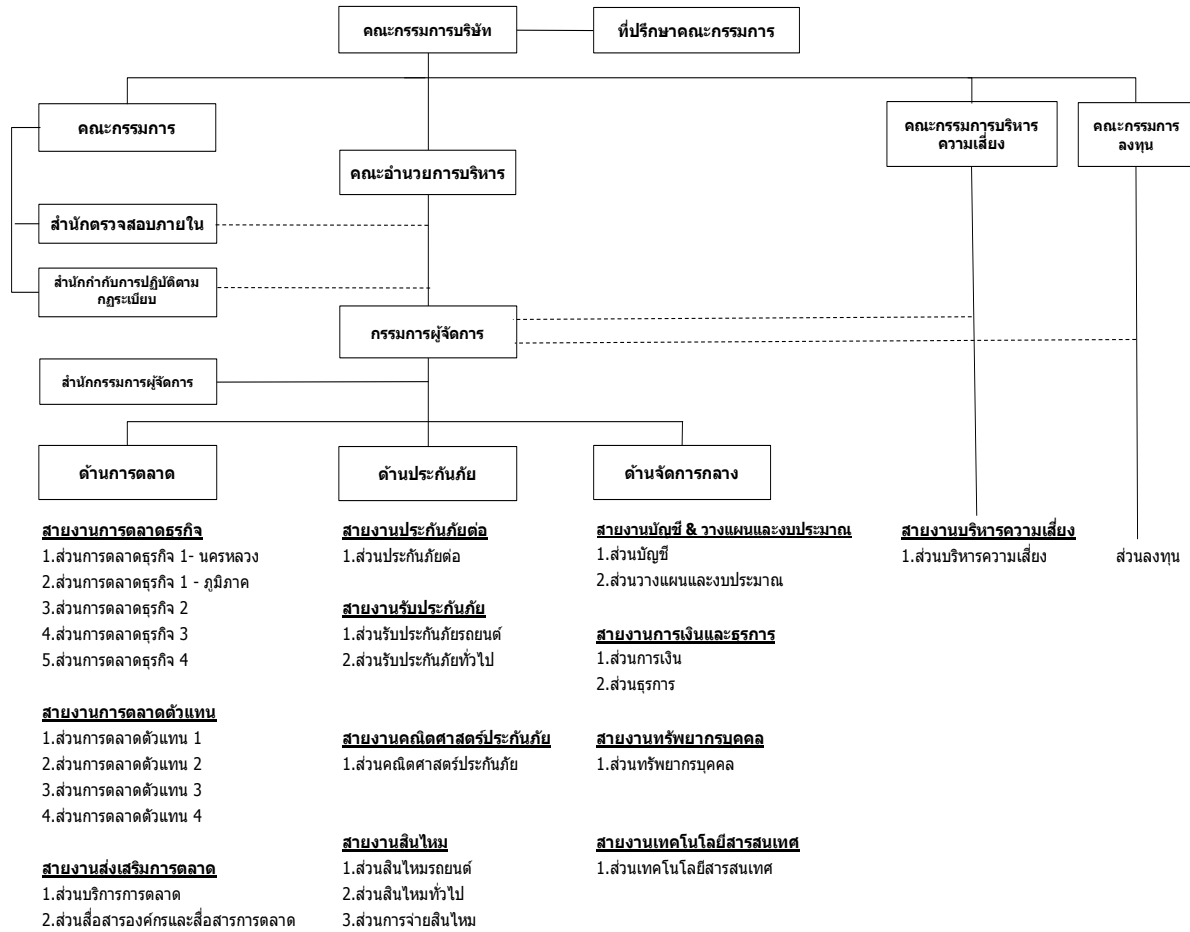 คณะกรรมการบริษัท
ที่ปรึกษาคณะกรรมการ
คณะกรรมการ
คณะกรรมการบริหาร
ความเสี่ยง
คณะกรรมการ
ลงทุน
คณะอำนวยการบริหาร
สำนักตรวจสอบภายใน
สำนักกำกับการปฏิบัติตาม
กฎระเบียบ
กรรมการผู้จัดการ
สำนักกรรมการผู้จัดการ
ด้านการตลาด
ด้านประกันภัย
ด้านจัดการกลาง
สายงานการตลาดธุรกิจ
1.ส่วนการตลาดธุรกิจ 1- นครหลวง
2.ส่วนการตลาดธุรกิจ 1 - ภูมิภาค
3.ส่วนการตลาดธุรกิจ 2
4.ส่วนการตลาดธุรกิจ 3
5.ส่วนการตลาดธุรกิจ 4
สายงานการตลาดตัวแทน
1.ส่วนการตลาดตัวแทน 1
2.ส่วนการตลาดตัวแทน 2
3.ส่วนการตลาดตัวแทน 3
4.ส่วนการตลาดตัวแทน 4
สายงานส่งเสริมการตลาด
1.ส่วนบริการการตลาด
2.ส่วนสื่อสารองค์กรและสื่อสารการตลาด
สายงานประกันภัยต่อ
1.ส่วนประกันภัยต่อ
สายงานรับประกันภัย
1.ส่วนรับประกันภัยรถยนต์
2.ส่วนรับประกันภัยทั่วไป
สายงานคณิตศาสตร์ประกันภัย
1.ส่วนคณิตศาสตร์ประกันภัย
สายงานสินไหม
1.ส่วนสินไหมรถยนต์
2.ส่วนสินไหมทั่วไป
3.ส่วนการจ่ายสินไหม
สายงานบัญชี & วางแผนและงบประมาณ
1.ส่วนบัญชี
2.ส่วนวางแผนและงบประมาณ
สายงานการเงินและธุรการ
1.ส่วนการเงิน
2.ส่วนธุรการ
สายงานทรัพยากรบุคคล
1.ส่วนทรัพยากรบุคคล
สายงานเทคโนโลยีสารสนเทศ
1.ส่วนเทคโนโลยีสารสนเทศ
สายงานบริหารความเสี่ยง
1.ส่วนบริหารความเสี่ยง
ส่วนลงทุน